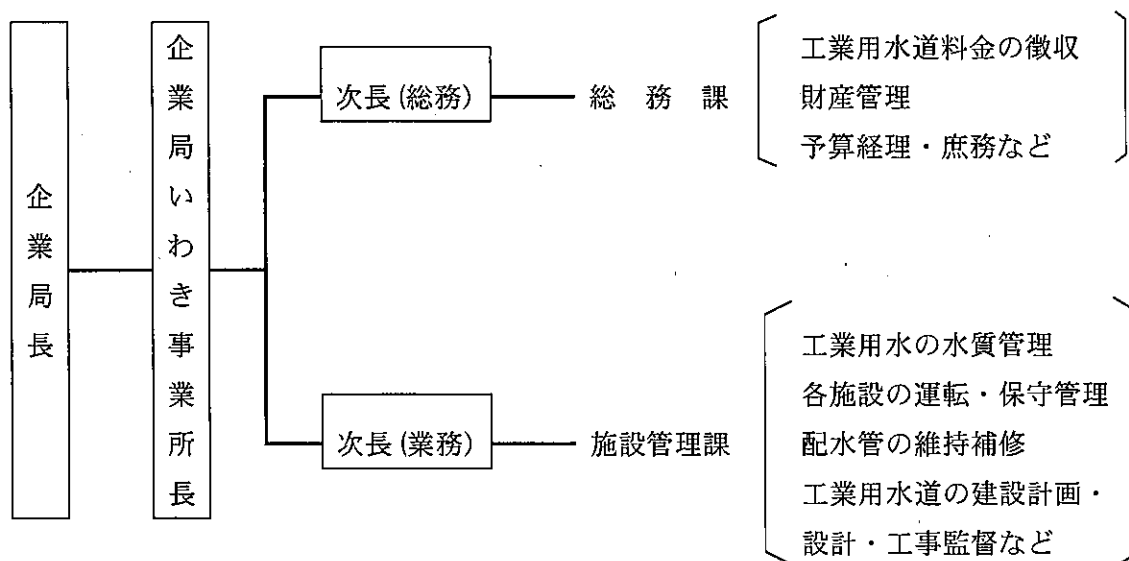 企業局長
企業局いわき事業所長
次長(総務)
総務課
工業用水道料金の徴収
財産管理
予算経理・庶務など
次長(業務)
施設管理課
工業用水の水質管理
各施設の運転・保守管理
配水管の維持補修
工業用水道の建設計画・
設計・工事監督など